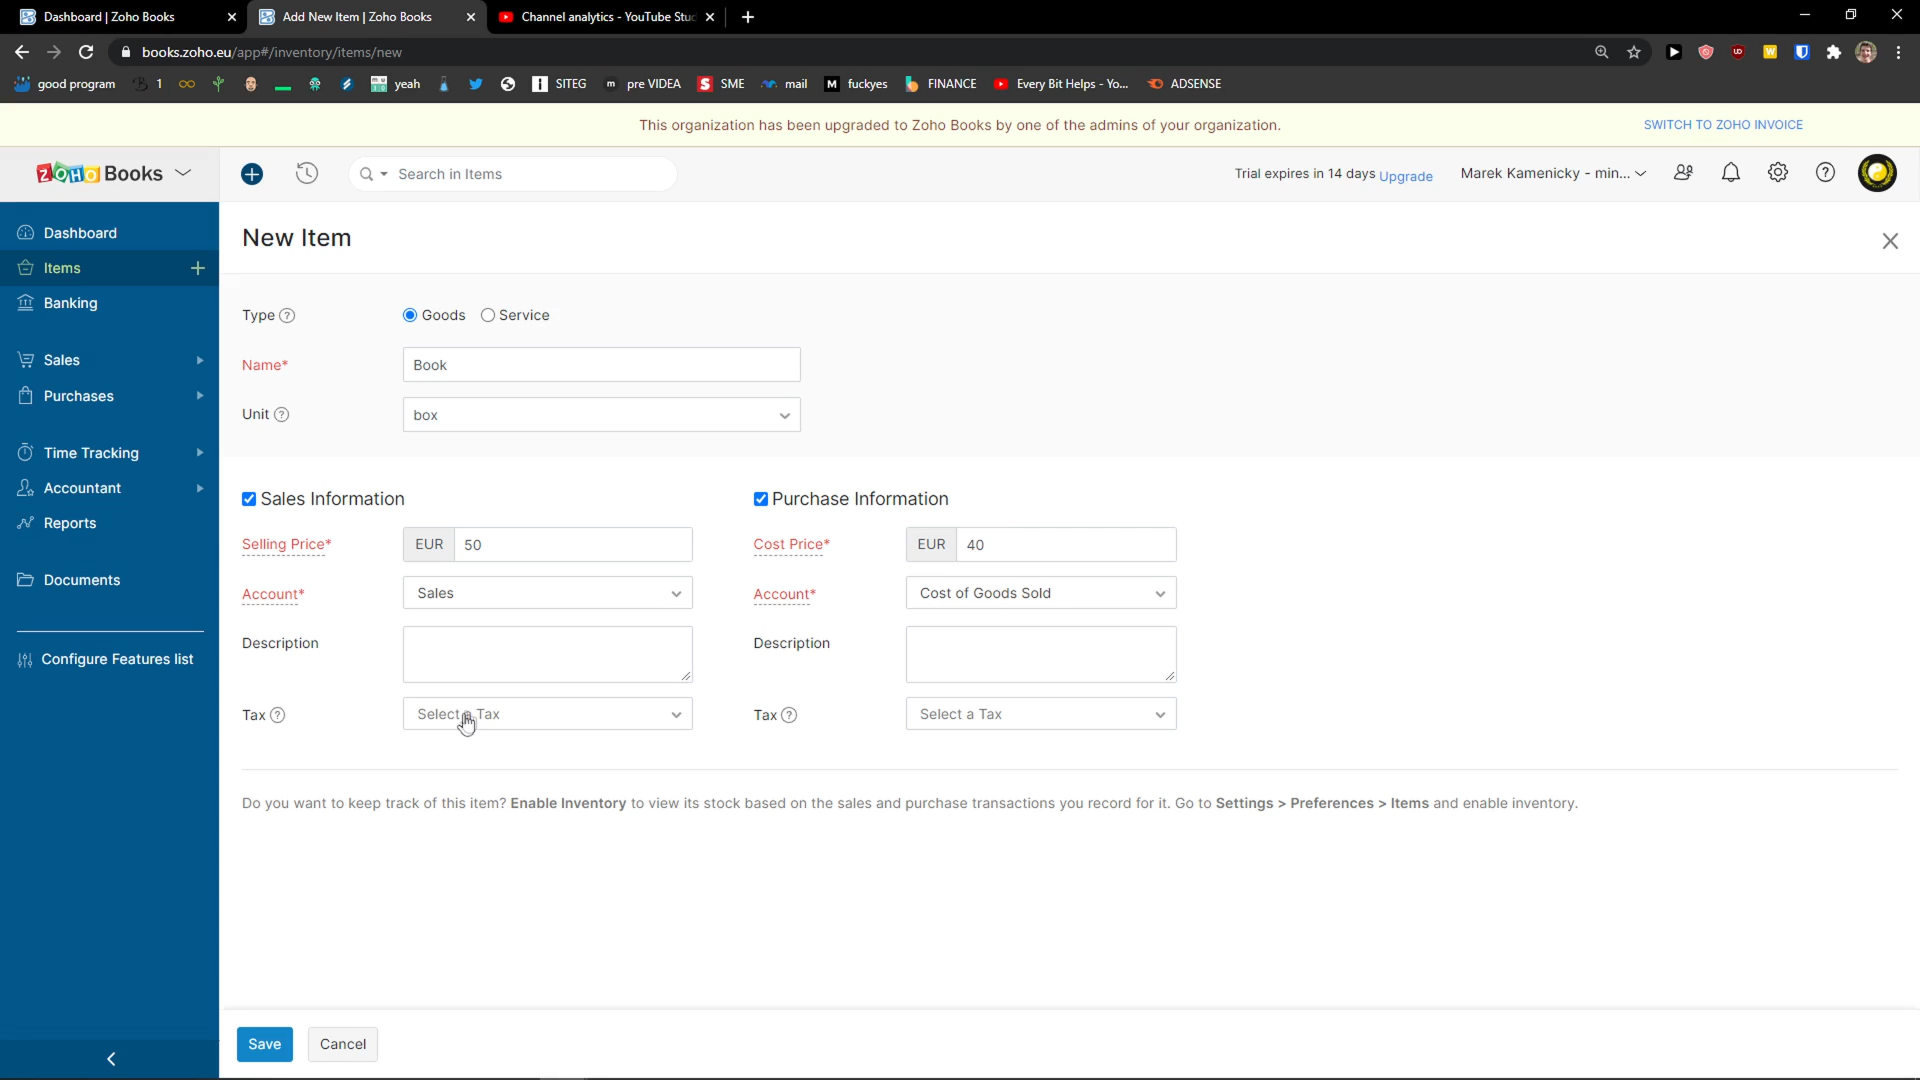 Dashboard | Zoho Books
Add New Item | Zoho Books
Channel analytics - YouTube Stu
books.zoho.eu/app#/inventory/items/new
good program
1
yeah
SITEG
pre VIDEA
SME
mail
fuckyes
FINANCE
Every Bit Helps - Yo...
ADSENSE
This organization has been upgraded to Zoho Books by one of the admins of your organization.
SWITCH TO ZOHO INVOICE
ZOHO Books
Search in Items
Trial expires in 14 days Upgrade
Marek Kamenicky - min...
Dashboard
Items
Banking
Sales
Purchases
Time Tracking
Accountant
Reports
Documents
Configure Features list
New Item
Type
Goods
Service
Name*
Book
Unit
box
Sales Information
Purchase Information
Selling Price*
EUR 50
Cost Price*
EUR 40
Account*
Sales
Account*
Cost of Goods Sold
Description
Description
Tax
Select a Tax
Tax
Select a Tax
Do you want to keep track of this item? Enable Inventory to view its stock based on the sales and purchase transactions you record for it. Go to Settings > Preferences > Items and enable inventory.
Save
Cancel